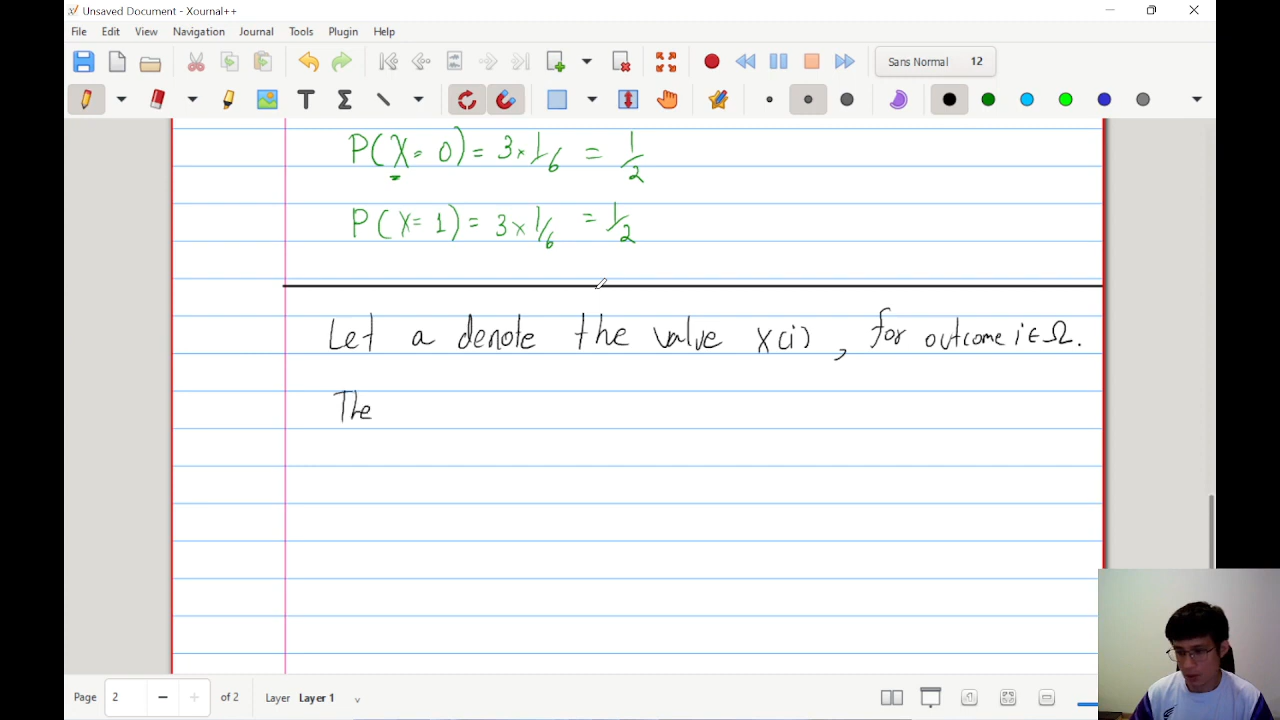 Unsaved Document - Xournal++
File Edit View Navigation Journal Tools Plugin Help
Sans Normal 12
P(X = 0) = 3 × 1/6 = 1/2
P(X = 1) = 3 × 1/6 = 1/2
Let a denote the value X(i), for outcome i ∈ Ω.
The
Page 2 of 2 Layer Layer 1